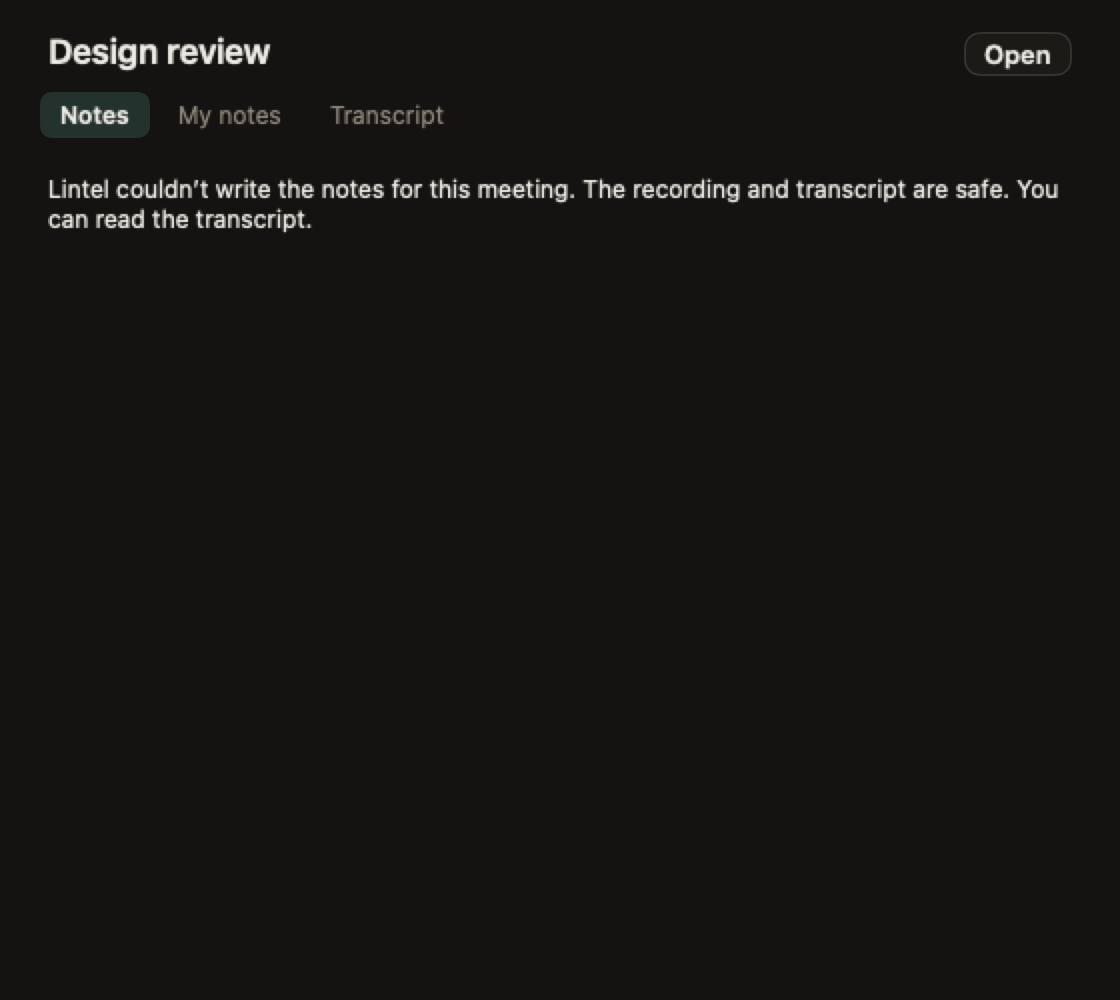 Design review
Open
Notes
My notes
Transcript
Lintel couldn’t write the notes for this meeting. The recording and transcript are safe. You
can read the transcript.